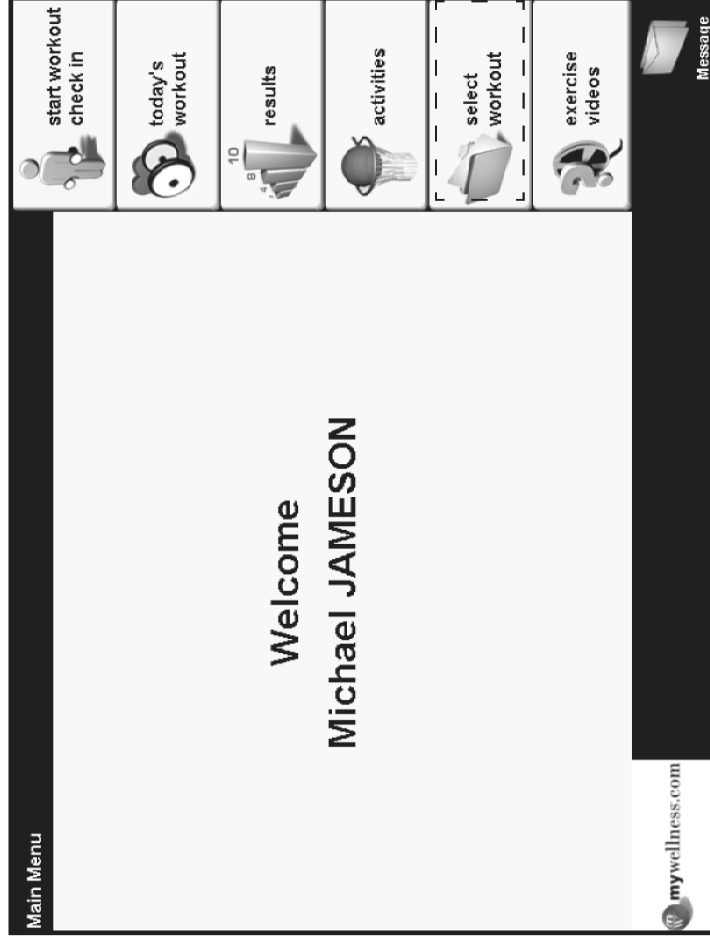 Main Menu
Welcome
Michael JAMESON
start workout
check in
today's
workout
10
8
4
results
activities
select
workout
exercise
videos
mywellness.com
Message